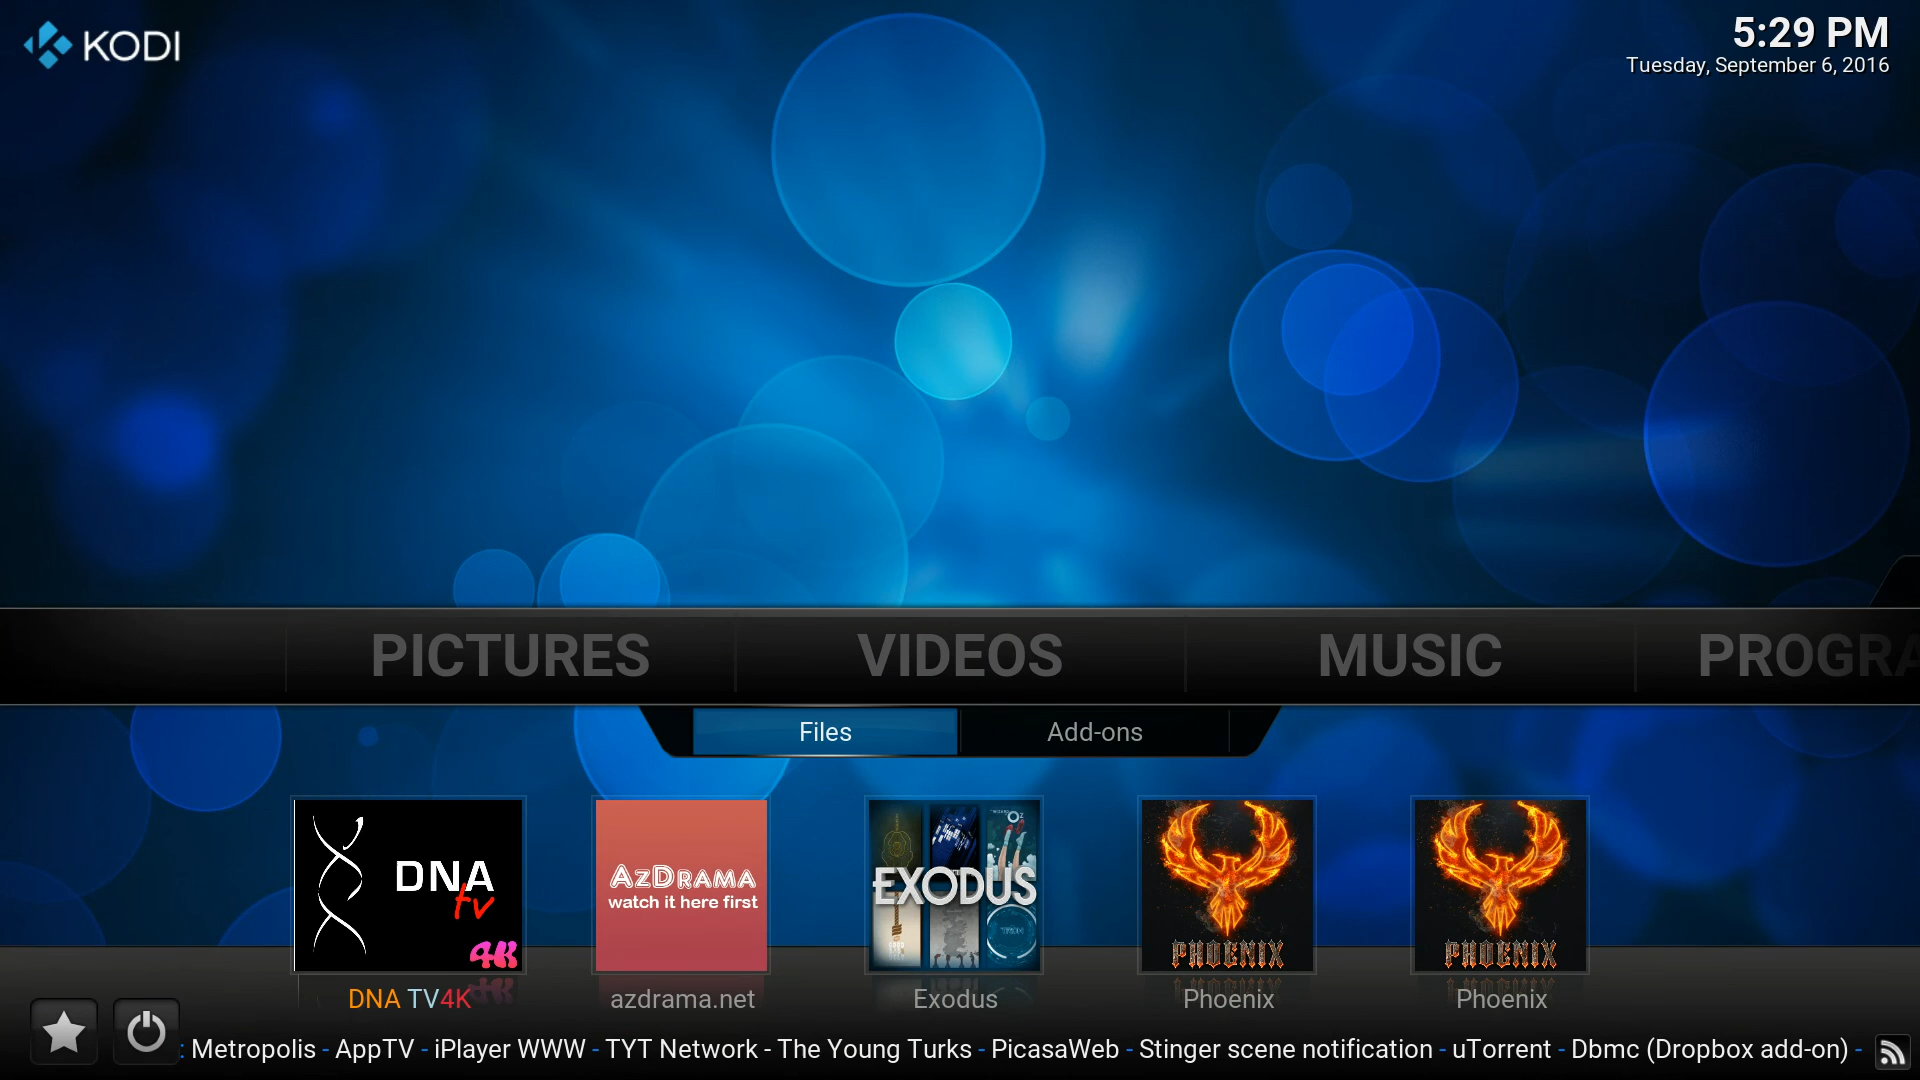 KODI
5:29 PM
Tuesday, September 6, 2016
PICTURES
VIDEOS
MUSIC
PROGRA
Files
Add-ons
DNA
tv
4K
AZDRAMA
watch it here first
EXODUS
PHOENIX
PHOENIX
DNA TV4K
azdrama.net
Exodus
Phoenix
Phoenix
: Metropolis - AppTV - iPlayer WWW - TYT Network - The Young Turks - PicasaWeb - Stinger scene notification - uTorrent - Dbmc (Dropbox add-on) -